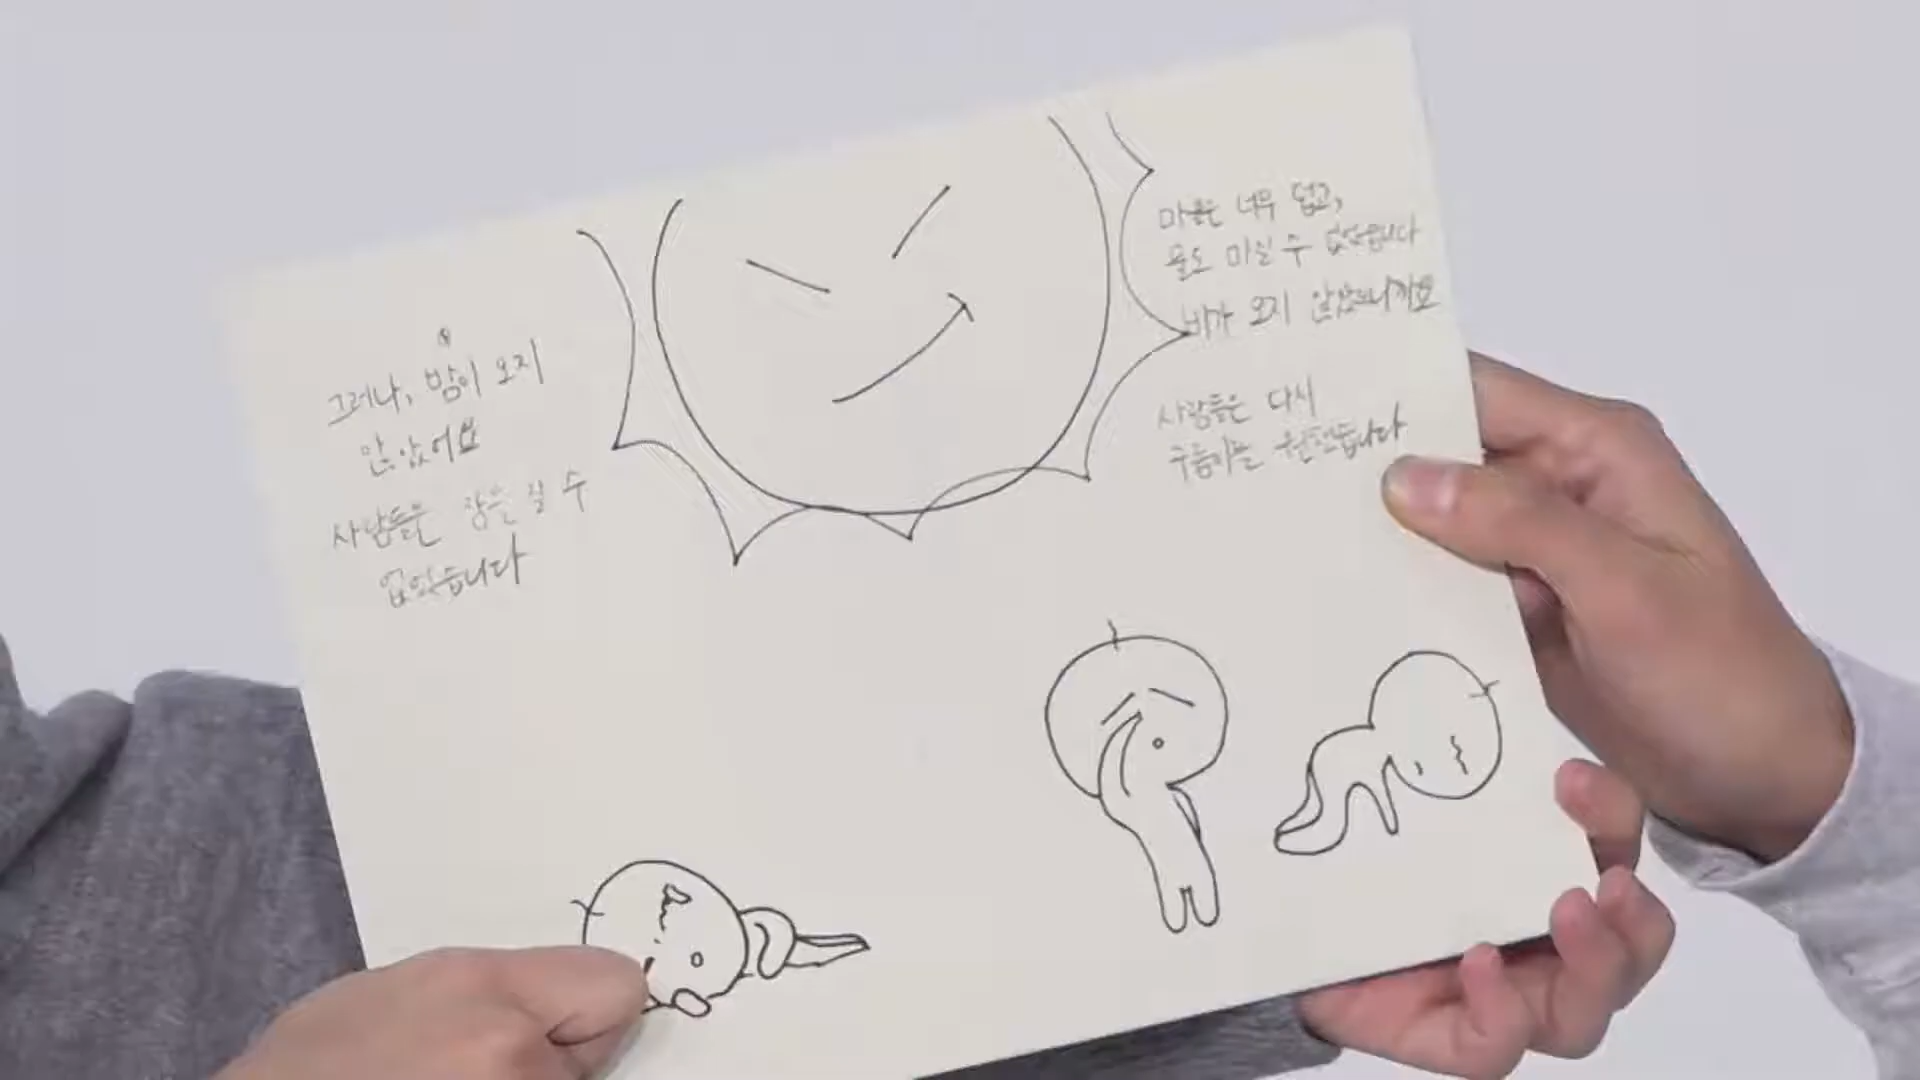 그러나, 밤이 오지
않았어요
사람들은 잠을 잘 수
없었습니다
마을은 너무 덥고,
물도 마실 수 없었습니다
비가 오지 않았으니까요
사람들은 다시
구름이를 원했습니다